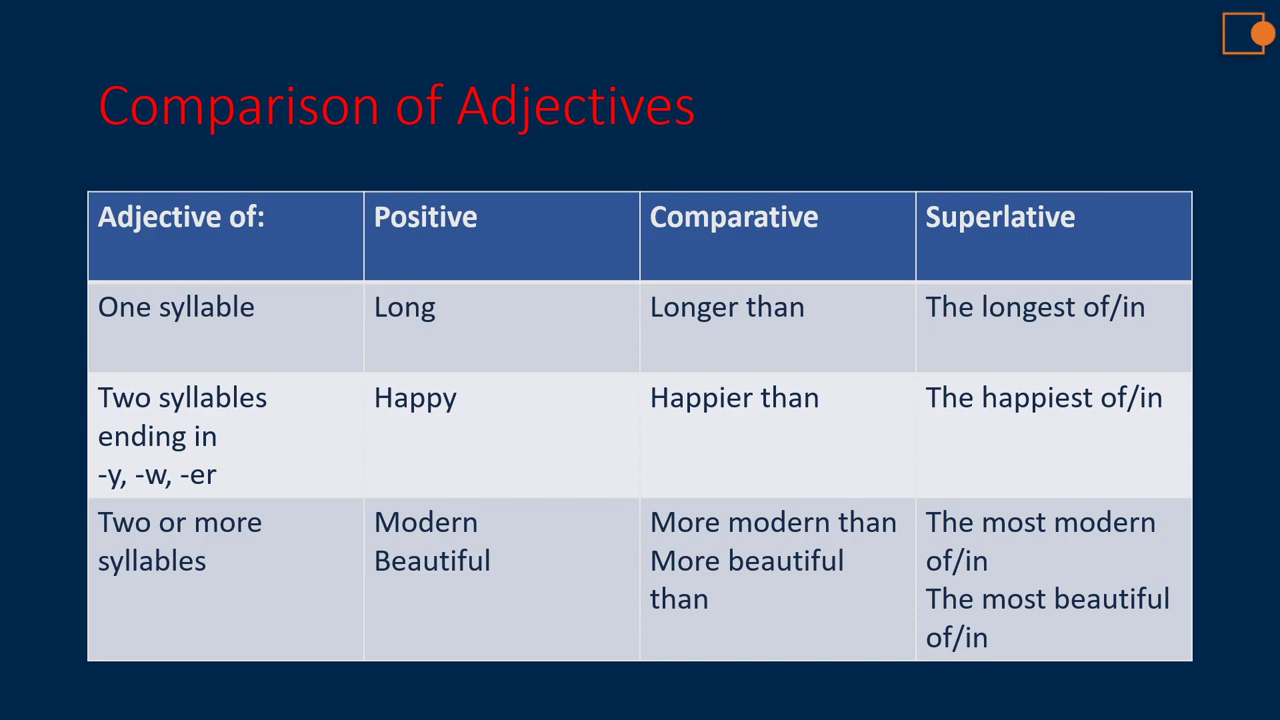 Comparison of Adjectives
Adjective of: Positive Comparative Superlative
One syllable Long Longer than The longest of/in
Two syllables Happy Happier than The happiest of/in
ending in
-y, -w, -er
Two or more Modern More modern than The most modern
syllables Beautiful More beautiful of/in
than The most beautiful
of/in